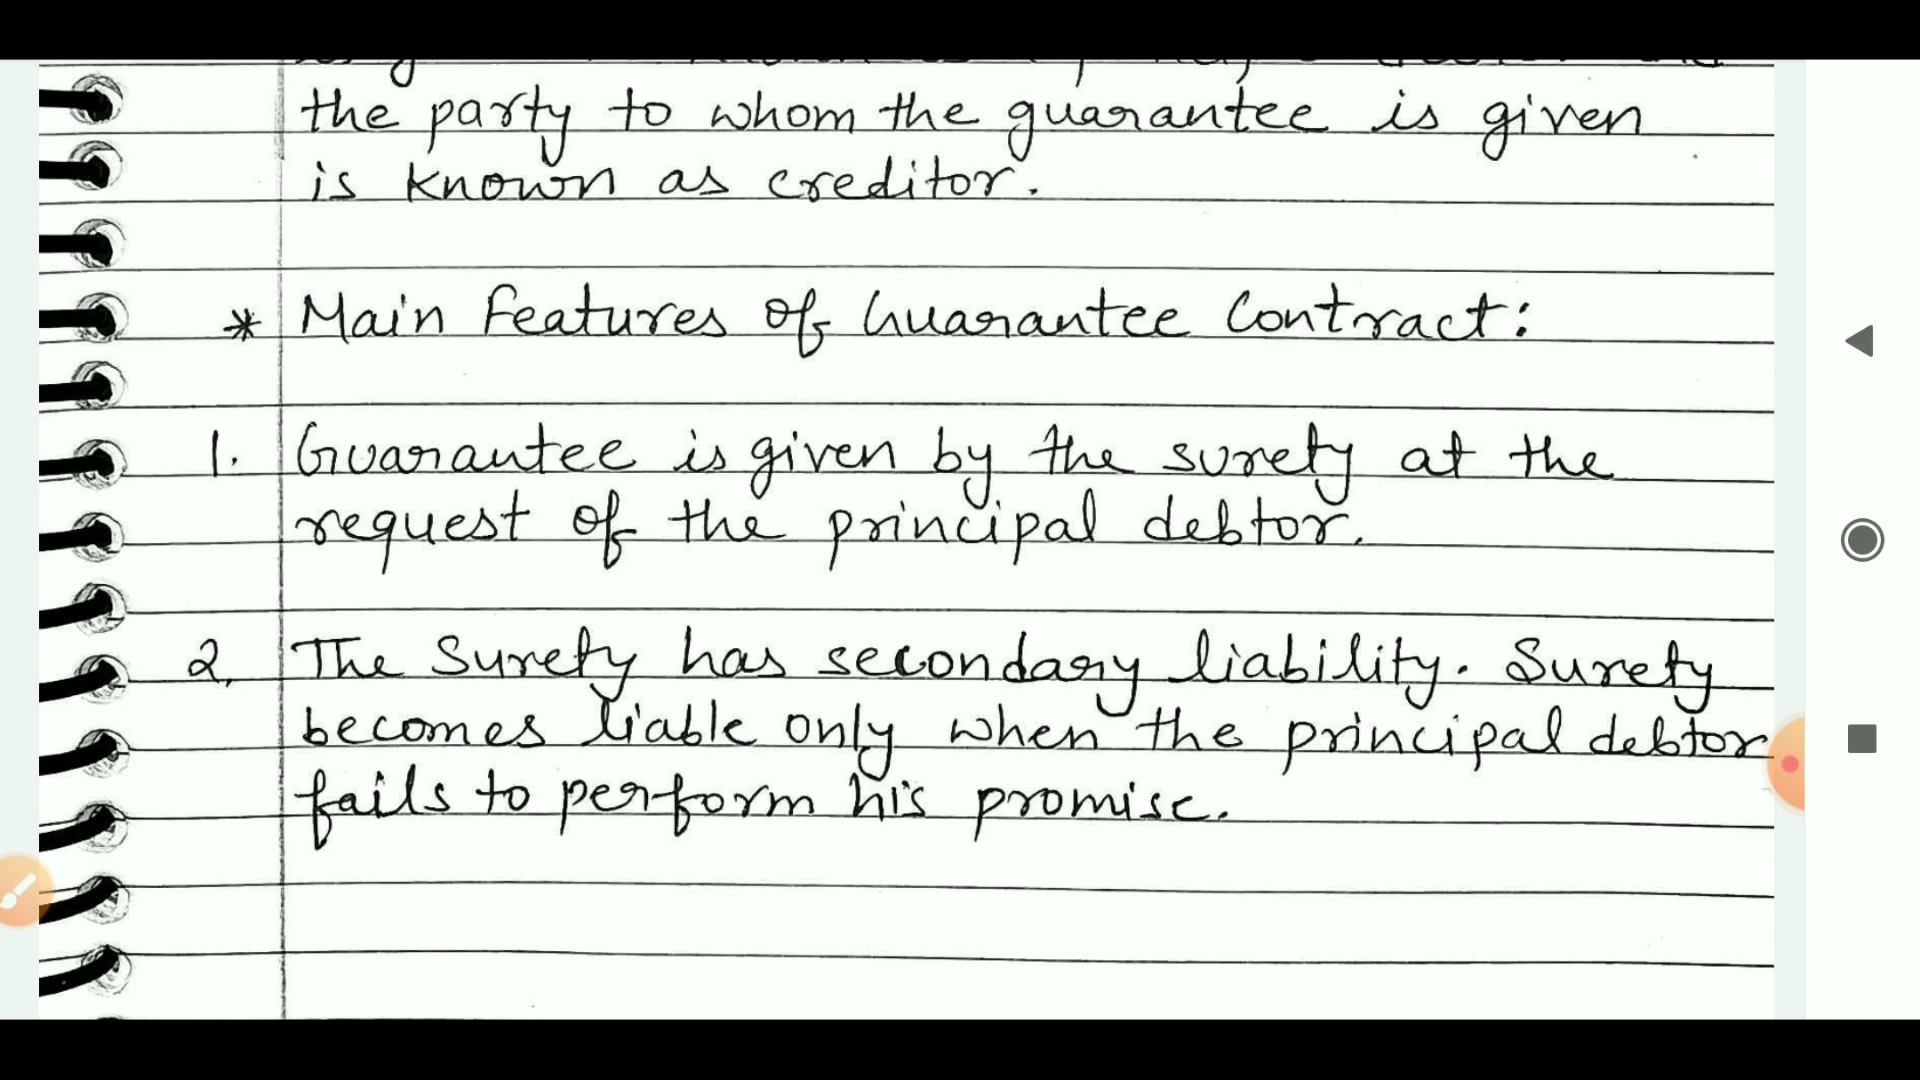 the party to whom the guarantee is given
is known as creditor.
* Main Features of Guarantee Contract:
1. Guarantee is given by the surety at the
request of the principal debtor.
2. The Surety has secondary liability. Surety
becomes liable only when the principal debtor
fails to perform his promise.